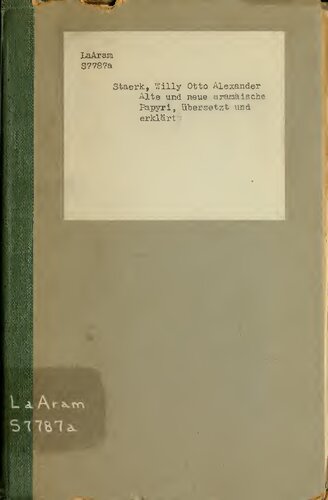 LaAram
S7787a
Staerk, Willy Otto Alexander
Alte und neue aramäische
Papyri, übersetzt und
erklärt
LaAram
S7787a